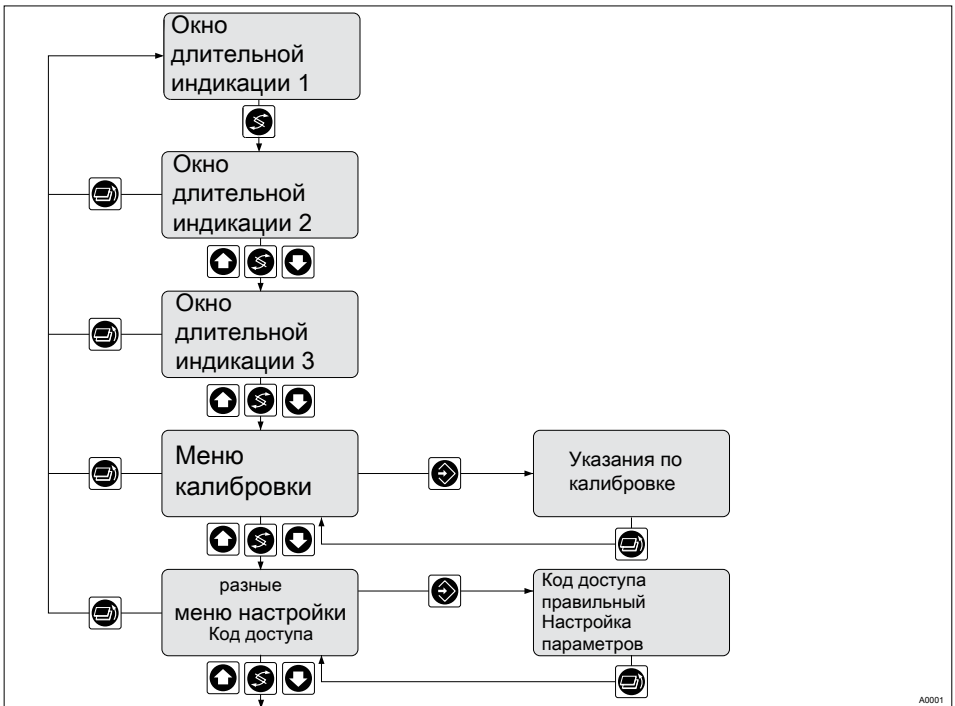 Окно
длительной
индикации 1
Окно
длительной
индикации 2
Окно
длительной
индикации 3
Меню
калибровки
Указания по
калибровке
разные
меню настройки
Код доступа
Код доступа
правильный
Настройка
параметров
A0001